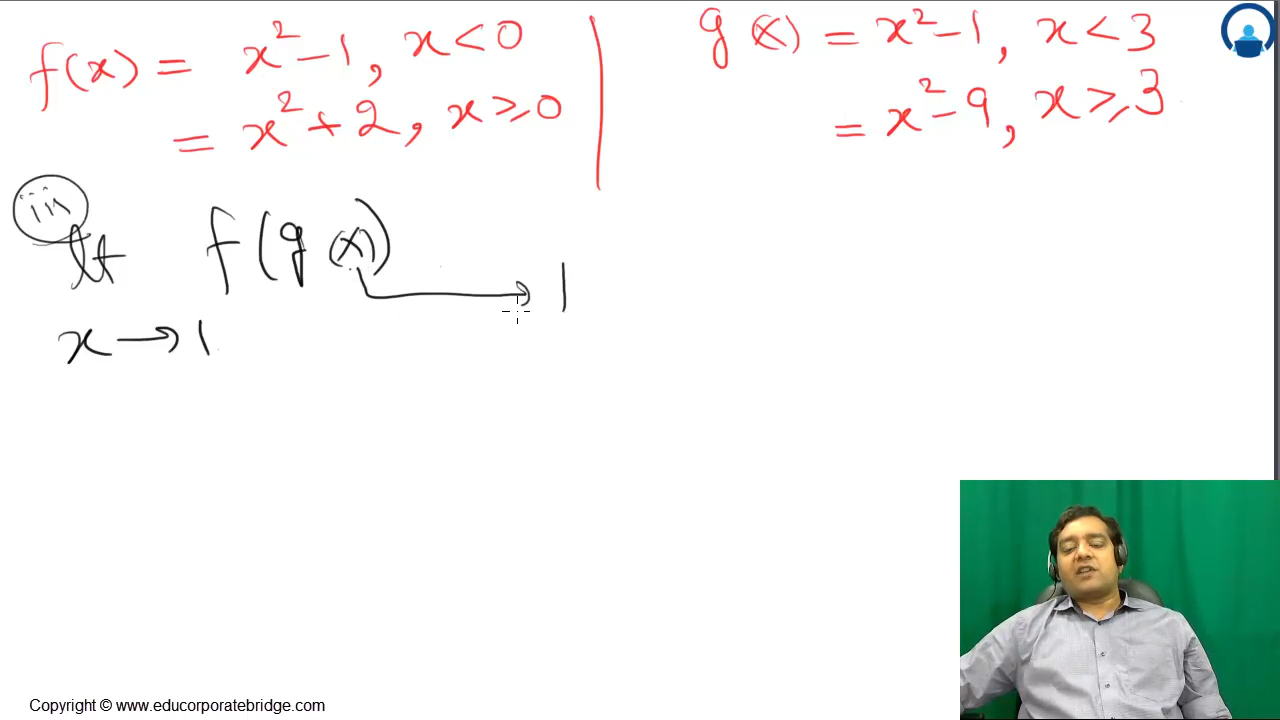 f(x) = x² - 1, x < 0
= x² + 2, x ≥ 0
g(x) = x² - 1, x < 3
= x² - 9, x ≥ 3
iii
lt f(g(x)) → 1
x → 1
Copyright © www.educorporatebridge.com